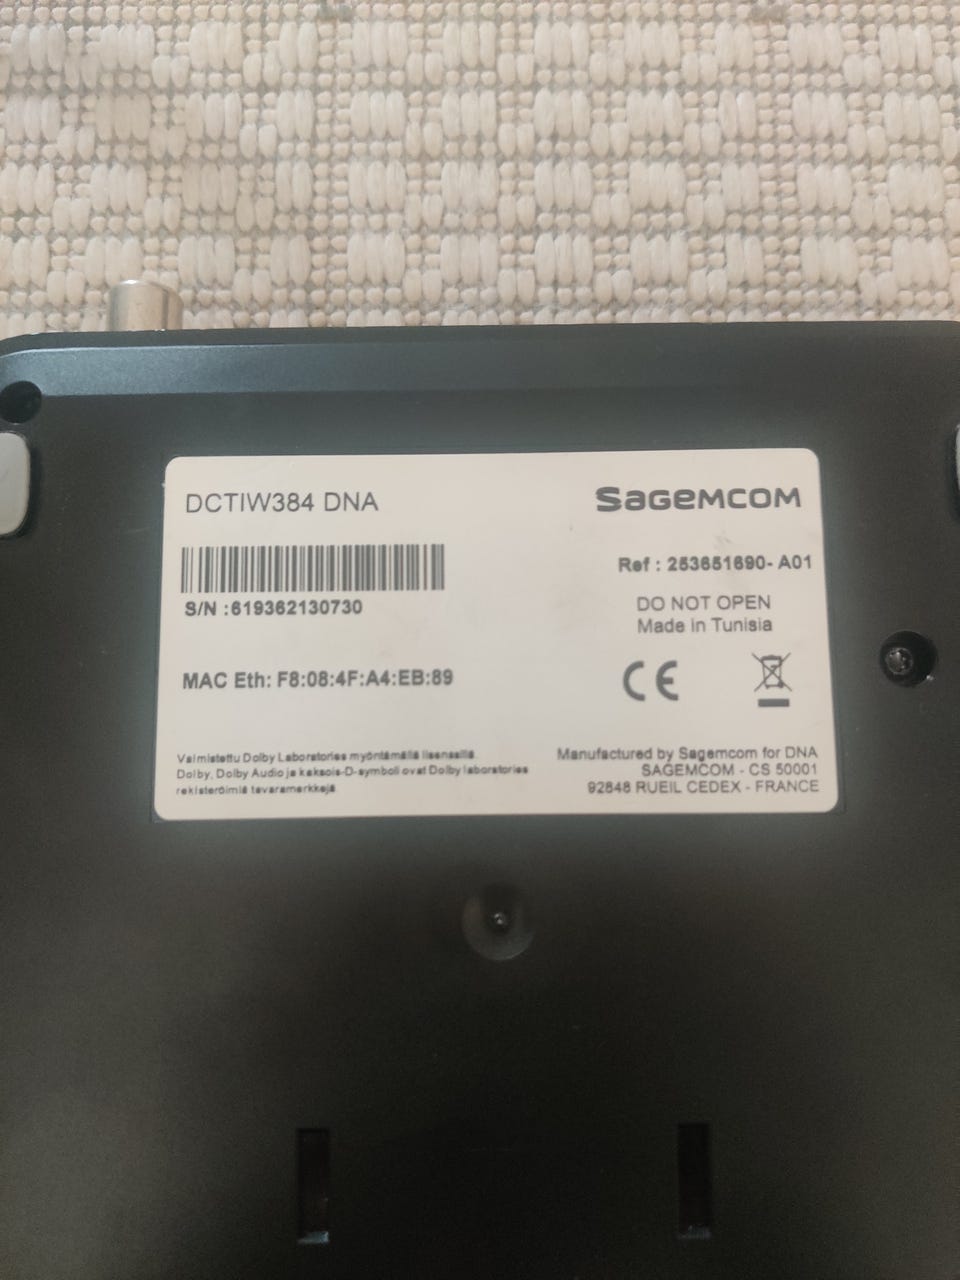 DCTIW384 DNA
SAGEMCOM
Ref : 253651690- A01
S/N :619362130730
DO NOT OPEN
Made in Tunisia
MAC Eth: F8:08:4F:A4:EB:89
CE
Valmistettu Dolby Laboratories myöntämällä lisenssillä.
Dolby, Dolby Audio ja kaksois-D-symboli ovat Dolby laboratories
rekisteröimiä tavaramerkkejä
Manufactured by Sagemcom for DNA
SAGEMCOM - CS 50001
92848 RUEIL CEDEX - FRANCE